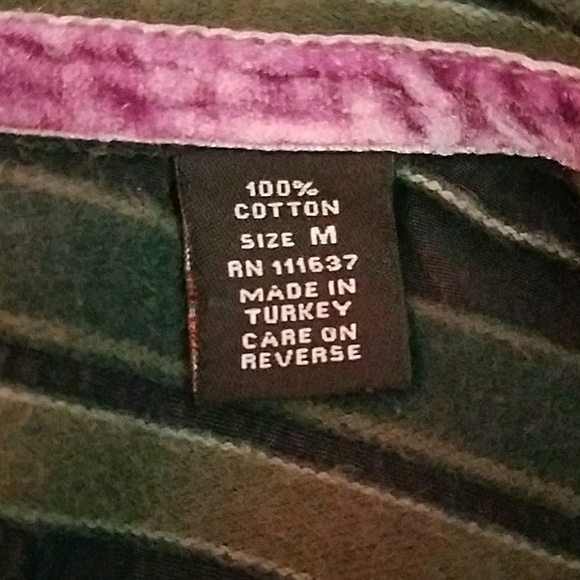 100%
COTTON
SIZE M
RN 111637
MADE IN
TURKEY
CARE ON
REVERSE